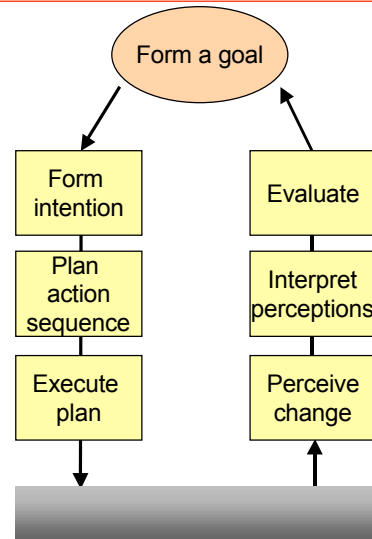 Form a goal
Form
intention
Plan
action
sequence
Execute
plan
Evaluate
Interpret
perceptions
Perceive
change